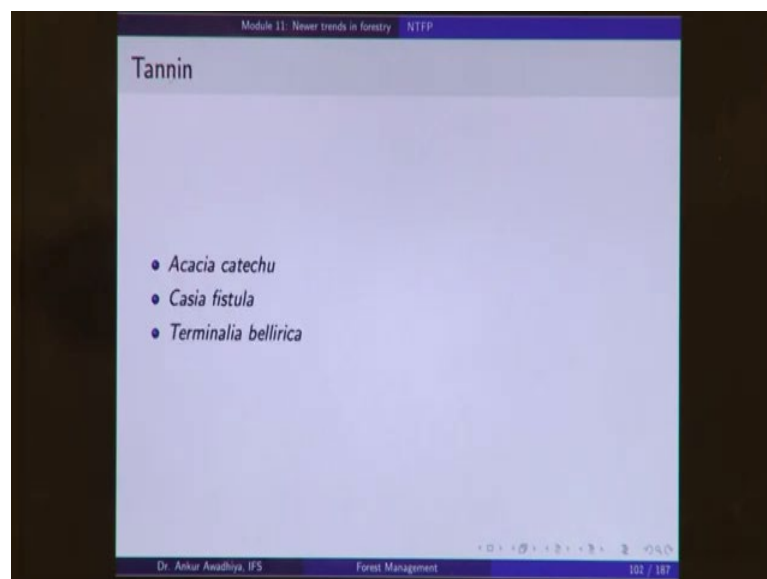 Module 11: Newer trends in forestry NTFP
Tannin
Acacia catechu
Casia fistula
Terminalia bellirica
Dr. Ankur Awadhiya, IFS Forest Management 102 / 187